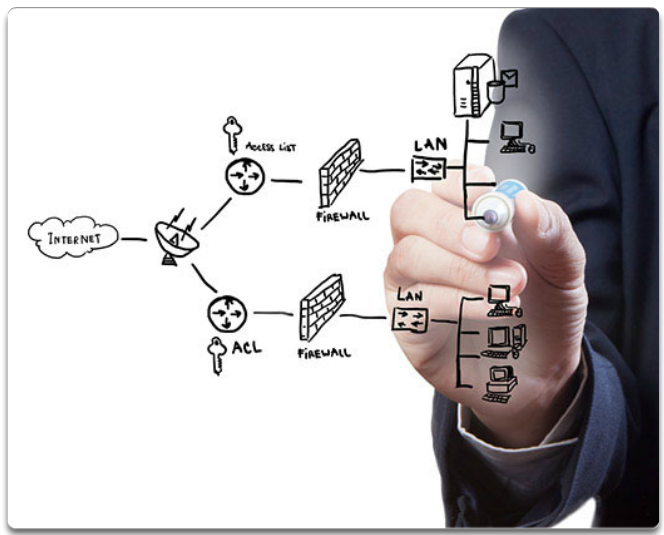 Access List
LAN
Firewall
Internet
LAN
ACL
Firewall